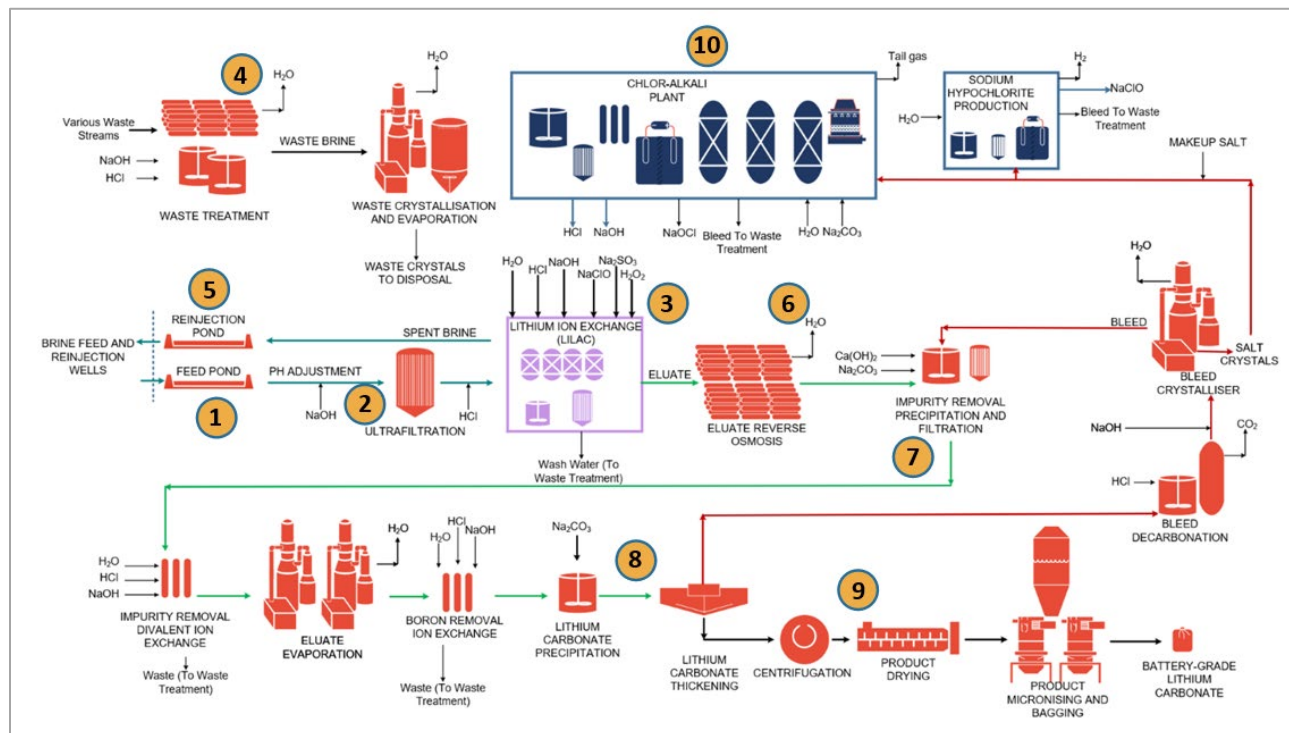 4
H₂O
Various Waste
Streams
NaOH
HCl
WASTE TREATMENT
WASTE BRINE
H₂O
WASTE CRYSTALLISATION
AND EVAPORATION
WASTE CRYSTALS
TO DISPOSAL
10
CHLOR-ALKALI
PLANT
Tail gas
HCl
NaOH
NaOCl
Bleed To Waste
Treatment
H₂O
Na₂CO₃
SODIUM
HYPOCHLORITE
PRODUCTION
H₂O
H₂
NaClO
Bleed To Waste
Treatment
MAKEUP SALT
5
REINJECTION
POND
BRINE FEED AND
REINJECTION
WELLS
FEED POND
1
SPENT BRINE
PH ADJUSTMENT
NaOH
2
ULTRAFILTRATION
HCl
H₂O
HCl
NaOH
NaClO
Na₂SO₃
H₂O₂
3
LITHIUM ION EXCHANGE
(LILAC)
Wash Water (To
Waste Treatment)
ELUATE
6
H₂O
ELUATE REVERSE
OSMOSIS
Ca(OH)₂
Na₂CO₃
IMPURITY REMOVAL
PRECIPITATION AND
FILTRATION
7
BLEED
H₂O
SALT
CRYSTALS
BLEED
CRYSTALLISER
NaOH
CO₂
HCl
BLEED
DECARBONATION
H₂O
HCl
NaOH
IMPURITY REMOVAL
DIVALENT ION
EXCHANGE
Waste (To Waste
Treatment)
H₂O
ELUATE
EVAPORATION
H₂O
HCl
NaOH
BORON REMOVAL
ION EXCHANGE
Waste (To Waste
Treatment)
Na₂CO₃
LITHIUM
CARBONATE
PRECIPITATION
8
LITHIUM
CARBONATE
THICKENING
CENTRIFUGATION
9
PRODUCT
DRYING
PRODUCT
MICRONISING AND
BAGGING
BATTERY-GRADE
LITHIUM
CARBONATE